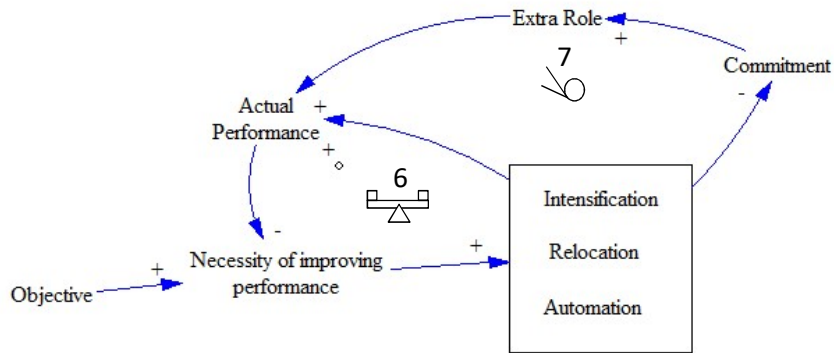 Extra Role
+
7
Commitment
-
Actual
Performance
+
+
6
Intensification
-
Necessity of improving
performance
+
Relocation
+
Objective
Automation